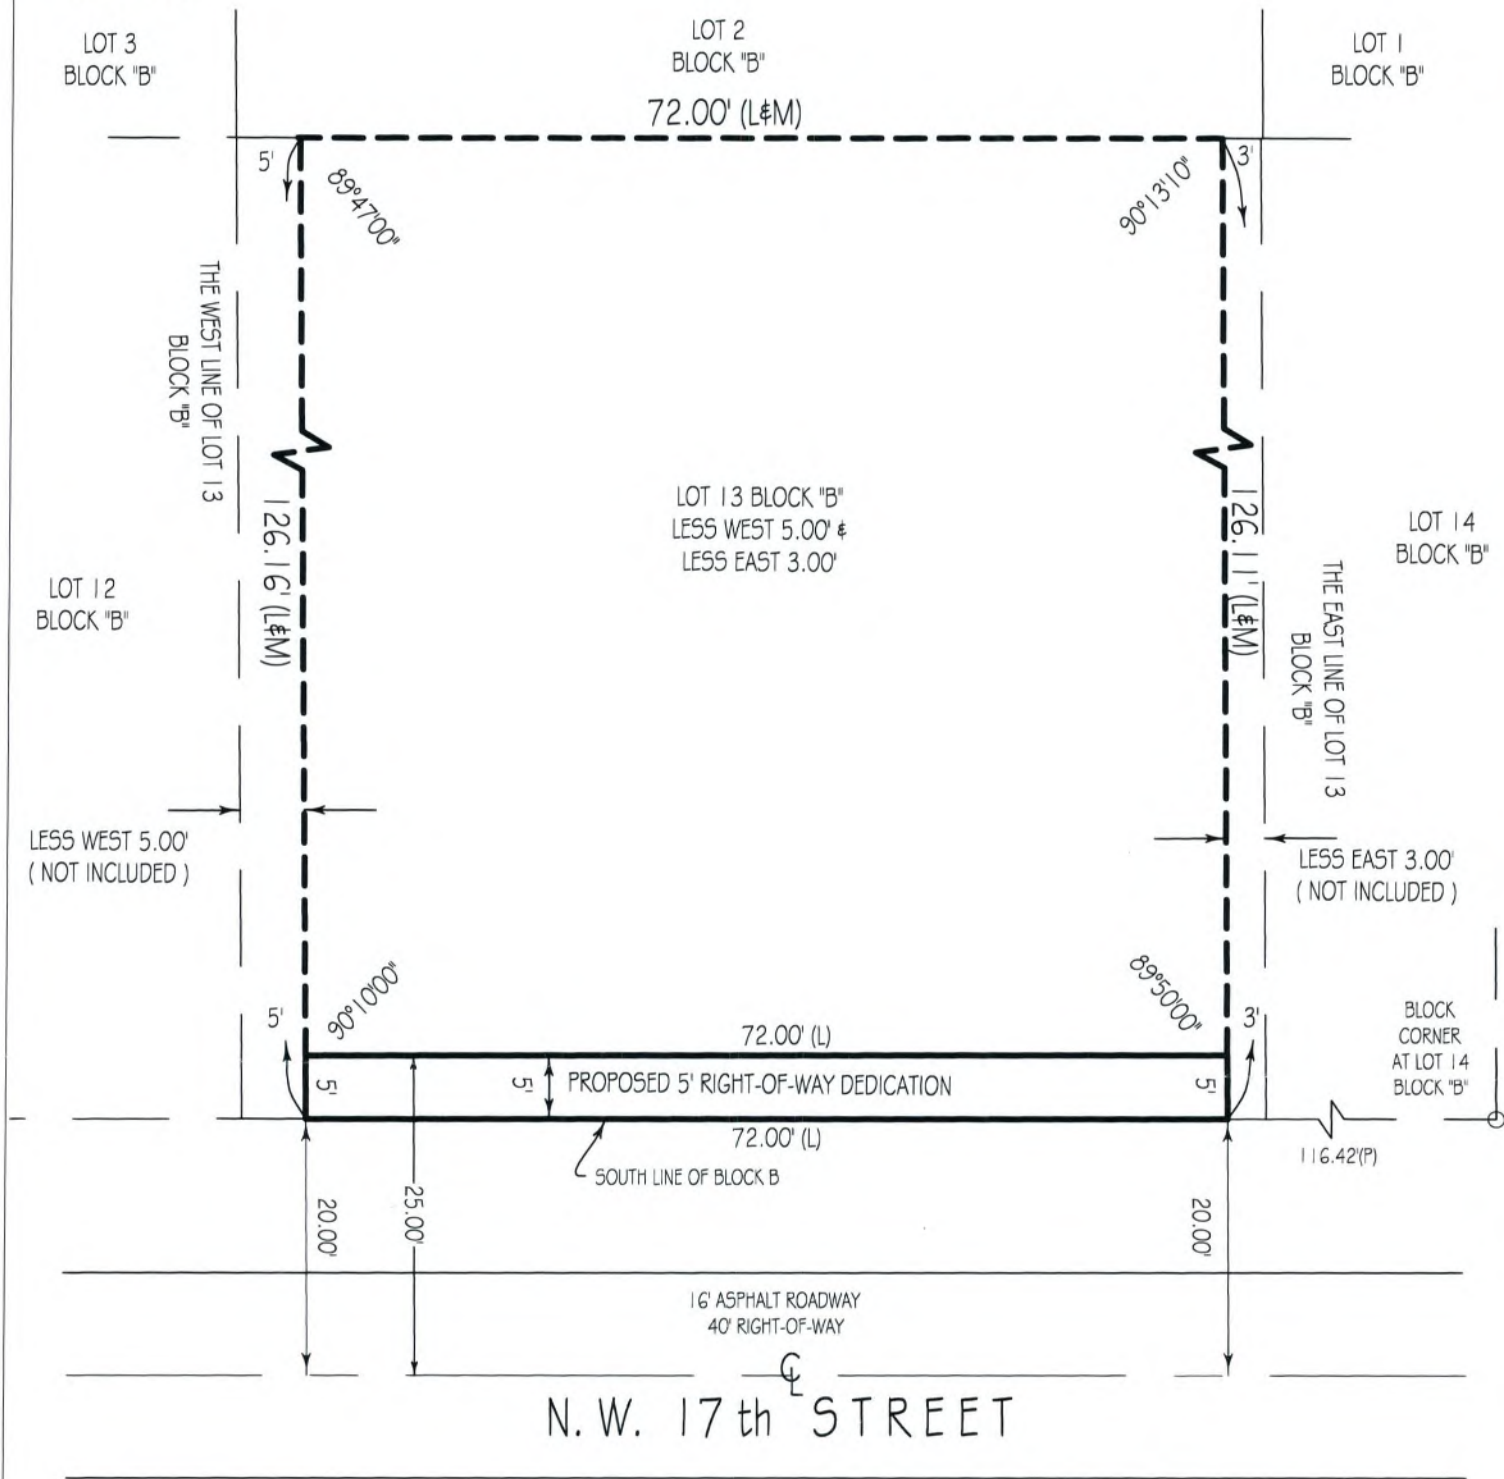 LOT 3
BLOCK "B"
LOT 2
BLOCK "B"
LOT 1
BLOCK "B"
72.00' (L&M)
5'
3'
89°47'00"
90°13'10"
THE WEST LINE OF LOT 13
BLOCK "B"
126.16' (L&M)
LOT 13 BLOCK "B"
LESS WEST 5.00' &
LESS EAST 3.00'
126.11' (L&M)
LOT 14
BLOCK "B"
THE EAST LINE OF LOT 13
BLOCK "B"
LOT 12
BLOCK "B"
LESS WEST 5.00'
( NOT INCLUDED )
LESS EAST 3.00'
( NOT INCLUDED )
90°10'00"
89°50'00"
5'
3'
BLOCK
CORNER
AT LOT 14
BLOCK "B"
72.00' (L)
5'
5'
PROPOSED 5' RIGHT-OF-WAY DEDICATION
5'
72.00' (L)
SOUTH LINE OF BLOCK B
116.42'(P)
20.00'
25.00'
20.00'
16' ASPHALT ROADWAY
40' RIGHT-OF-WAY
CL
N.W. 17th STREET